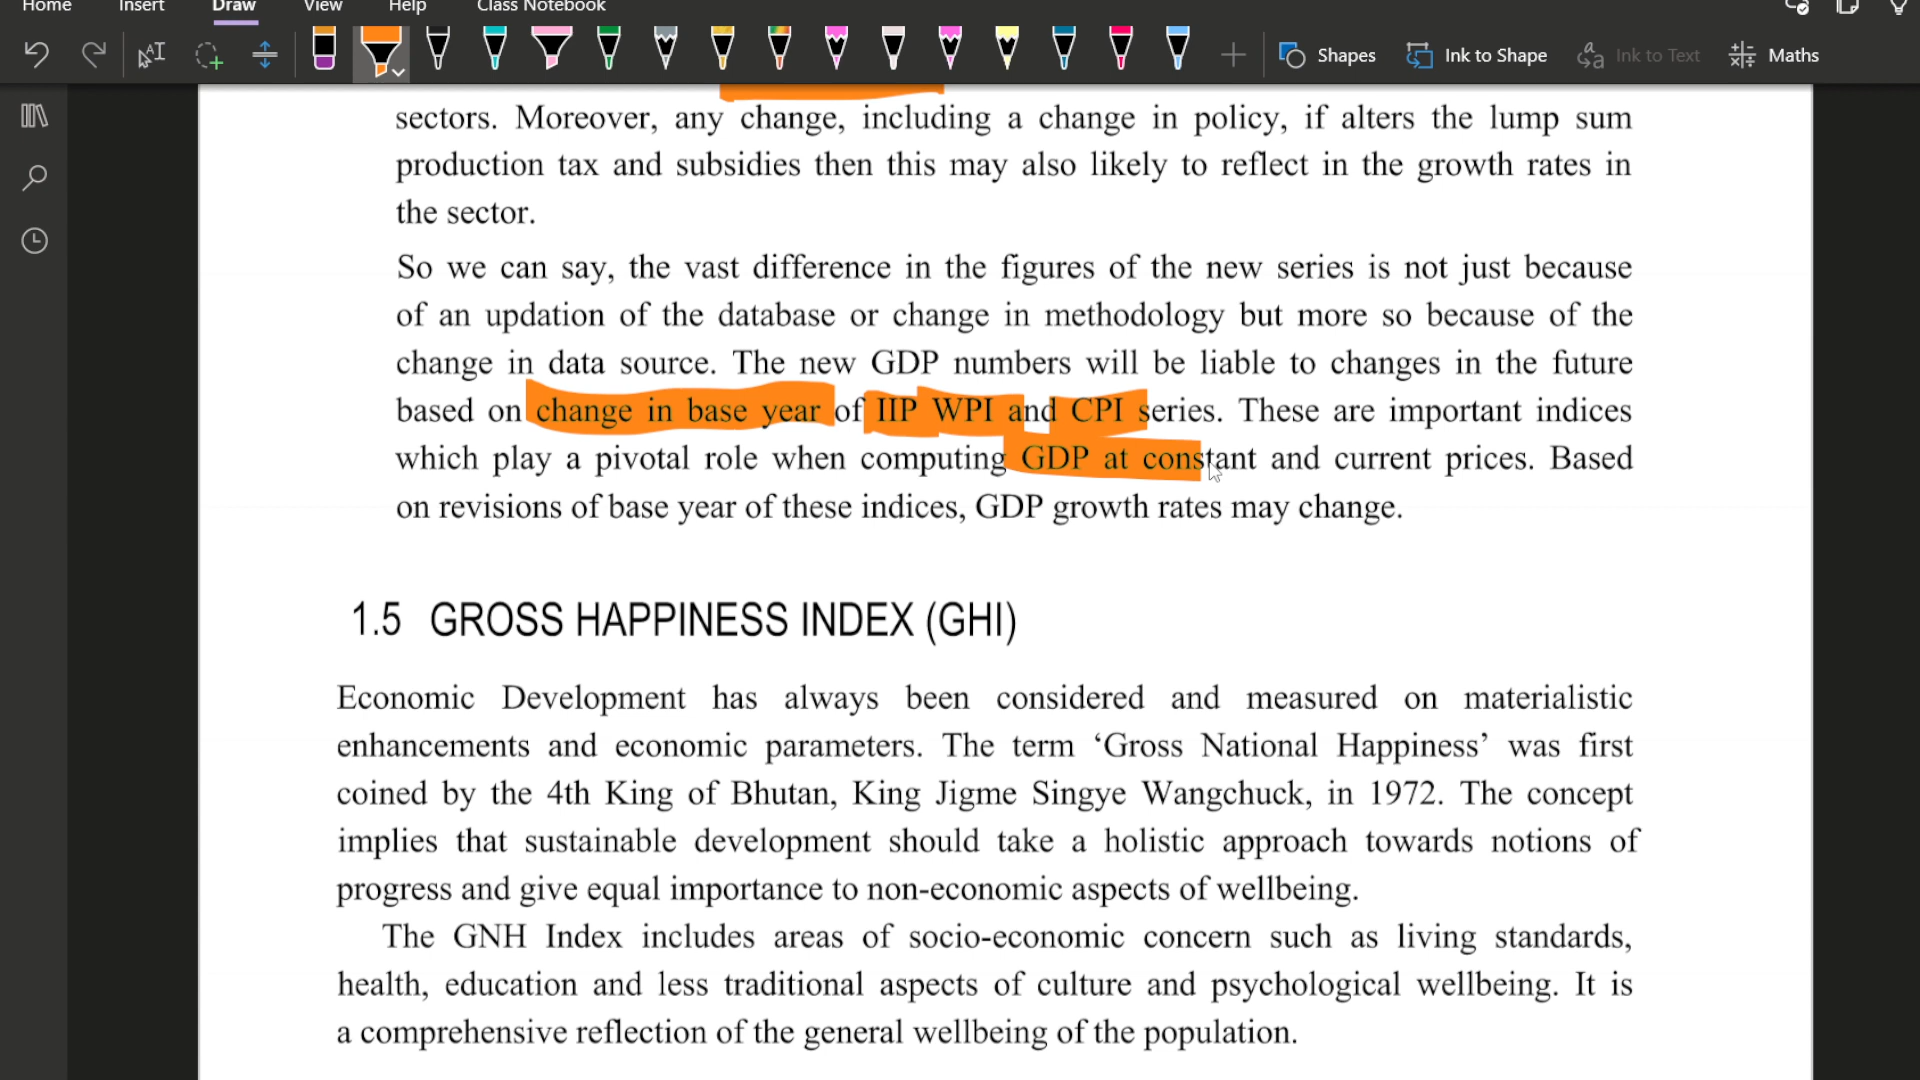 Home Insert Draw View Help Class Notebook
Shapes Ink to Shape Ink to Text Maths
sectors. Moreover, any change, including a change in policy, if alters the lump sum
production tax and subsidies then this may also likely to reflect in the growth rates in
the sector.
So we can say, the vast difference in the figures of the new series is not just because
of an updation of the database or change in methodology but more so because of the
change in data source. The new GDP numbers will be liable to changes in the future
based on change in base year of IIP WPI and CPI series. These are important indices
which play a pivotal role when computing GDP at constant and current prices. Based
on revisions of base year of these indices, GDP growth rates may change.
1.5 GROSS HAPPINESS INDEX (GHI)
Economic Development has always been considered and measured on materialistic
enhancements and economic parameters. The term ‘Gross National Happiness’ was first
coined by the 4th King of Bhutan, King Jigme Singye Wangchuck, in 1972. The concept
implies that sustainable development should take a holistic approach towards notions of
progress and give equal importance to non-economic aspects of wellbeing.
The GNH Index includes areas of socio-economic concern such as living standards,
health, education and less traditional aspects of culture and psychological wellbeing. It is
a comprehensive reflection of the general wellbeing of the population.